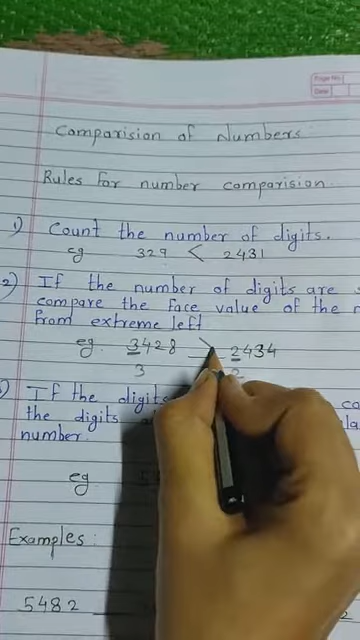 Page No.
Date
Comparision of Numbers
Rules for number comparision
1) Count the number of digits.
eg 329 < 2431
2) If the number of digits are
compare the face value of the
from extreme left
eg. 3428 > 2434
3 2
If the digits
the digits
number.
eg
Examples:
5482